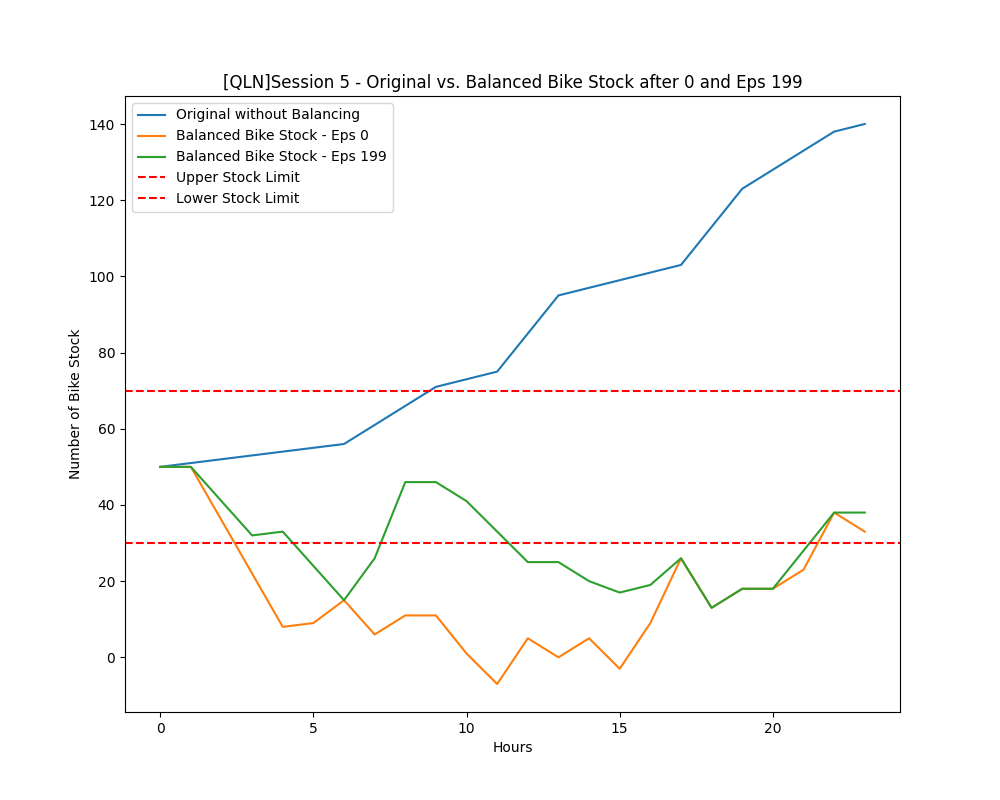 [QLN]Session 5 - Original vs. Balanced Bike Stock after 0 and Eps 199
Original without Balancing
Balanced Bike Stock - Eps 0
Balanced Bike Stock - Eps 199
Upper Stock Limit
Lower Stock Limit
140
120
100
80
60
40
20
0
Number of Bike Stock
0 5 10 15 20
Hours